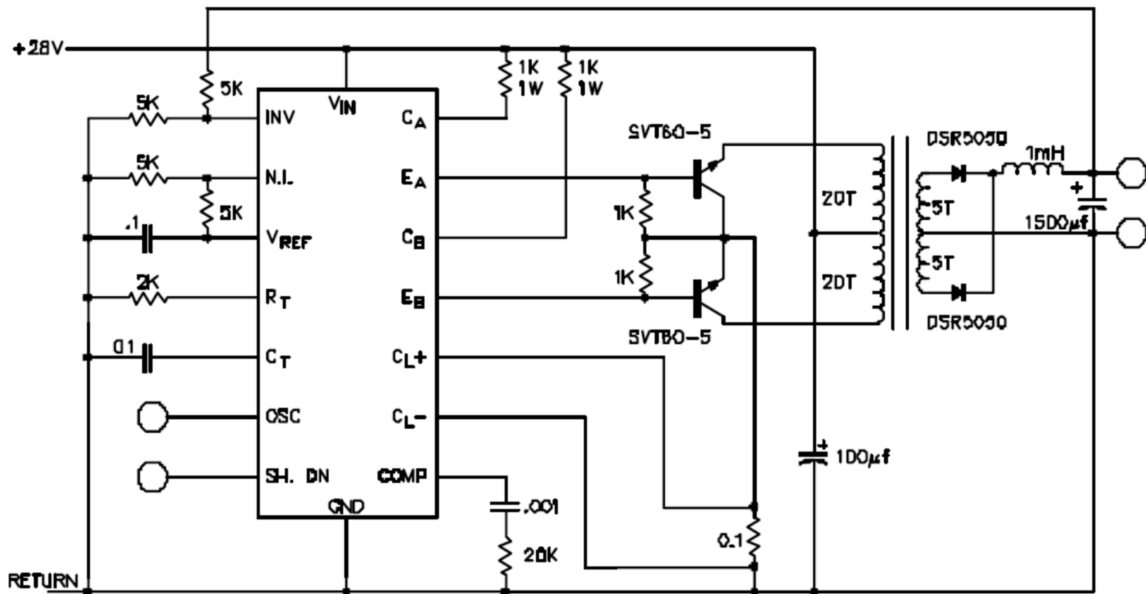 +28V
5K
1K
1W
1K
1W
5K
INV
VIN
CA
SVT60-5
DSR5050
1mH
5K
N.I.
EA
20T
5T
5K
1K
.1
VREF
CB
1500µf
2K
RT
1K
EB
20T
5T
SVT60-5
DSR5050
.01
CT
CL+
OSC
CL-
100µf
SH. DN
COMP
GND
.001
20K
0.1
RETURN